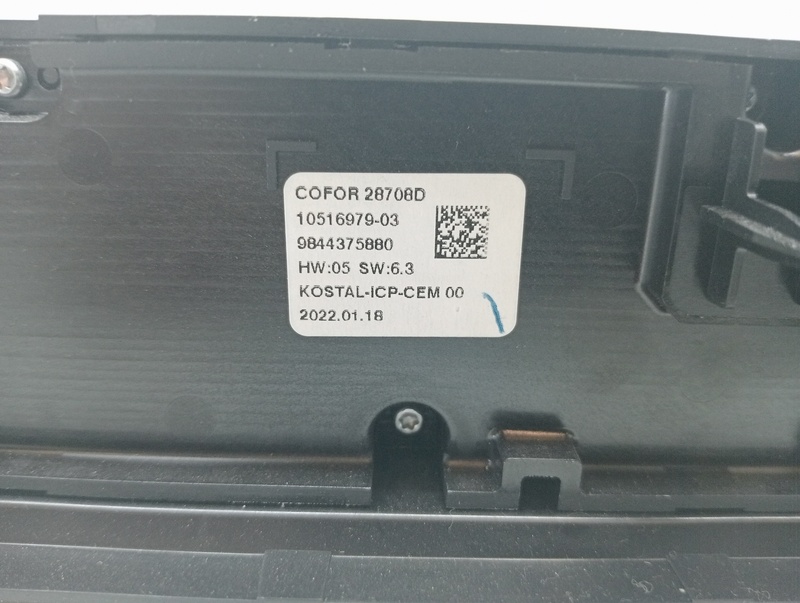 COFOR 28708D
10516979-03
9844375880
HW:05 SW:6.3
KOSTAL-ICP-CEM 00
2022.01.18